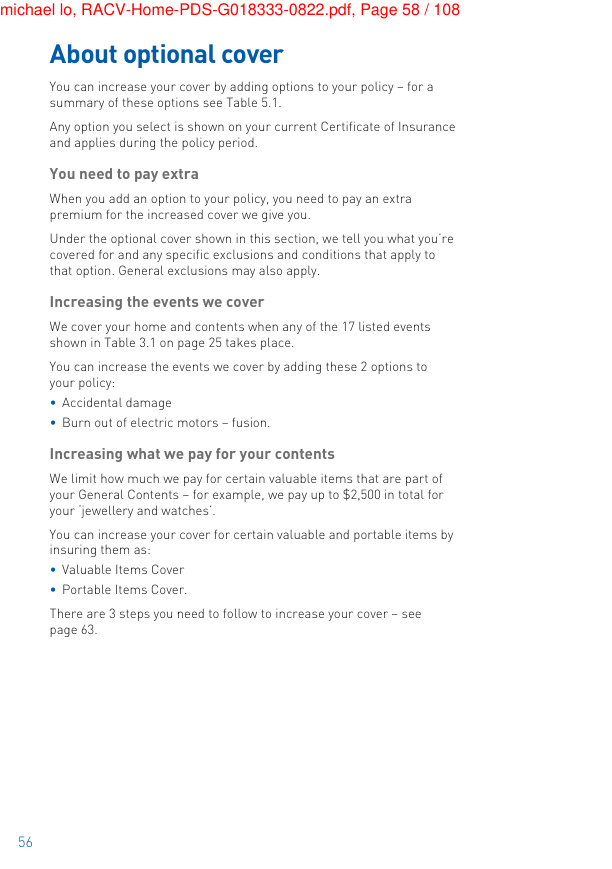 michael lo, RACV-Home-PDS-G018333-0822.pdf, Page 58 / 108
About optional cover
You can increase your cover by adding options to your policy – for a
summary of these options see Table 5.1.
Any option you select is shown on your current Certificate of Insurance
and applies during the policy period.
You need to pay extra
When you add an option to your policy, you need to pay an extra
premium for the increased cover we give you.
Under the optional cover shown in this section, we tell you what you're
covered for and any specific exclusions and conditions that apply to
that option. General exclusions may also apply.
Increasing the events we cover
We cover your home and contents when any of the 17 listed events
shown in Table 3.1 on page 25 takes place.
You can increase the events we cover by adding these 2 options to
your policy:
• Accidental damage
• Burn out of electric motors – fusion.
Increasing what we pay for your contents
We limit how much we pay for certain valuable items that are part of
your General Contents – for example, we pay up to $2,500 in total for
your 'jewellery and watches'.
You can increase your cover for certain valuable and portable items by
insuring them as:
• Valuable Items Cover
• Portable Items Cover.
There are 3 steps you need to follow to increase your cover – see
page 63.
56